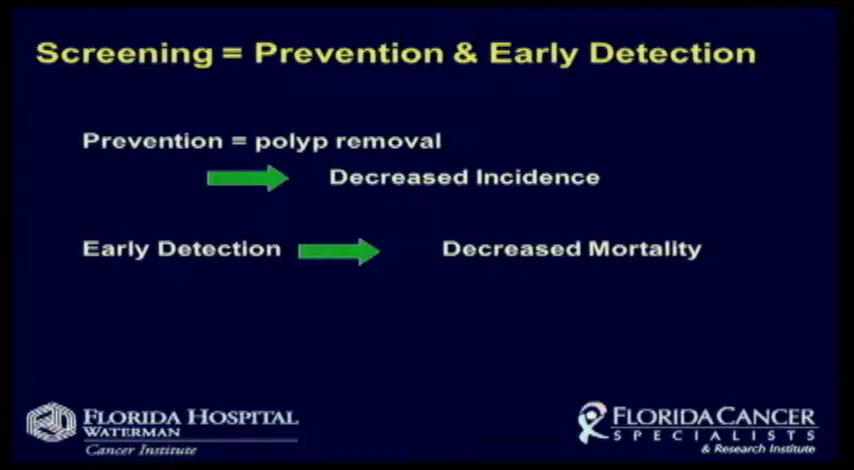 Screening = Prevention & Early Detection
Prevention = polyp removal
Decreased Incidence
Early Detection
Decreased Mortality
FLORIDA HOSPITAL
WATERMAN
Cancer Institute
FLORIDA CANCER
SPECIALISTS
& Research Institute